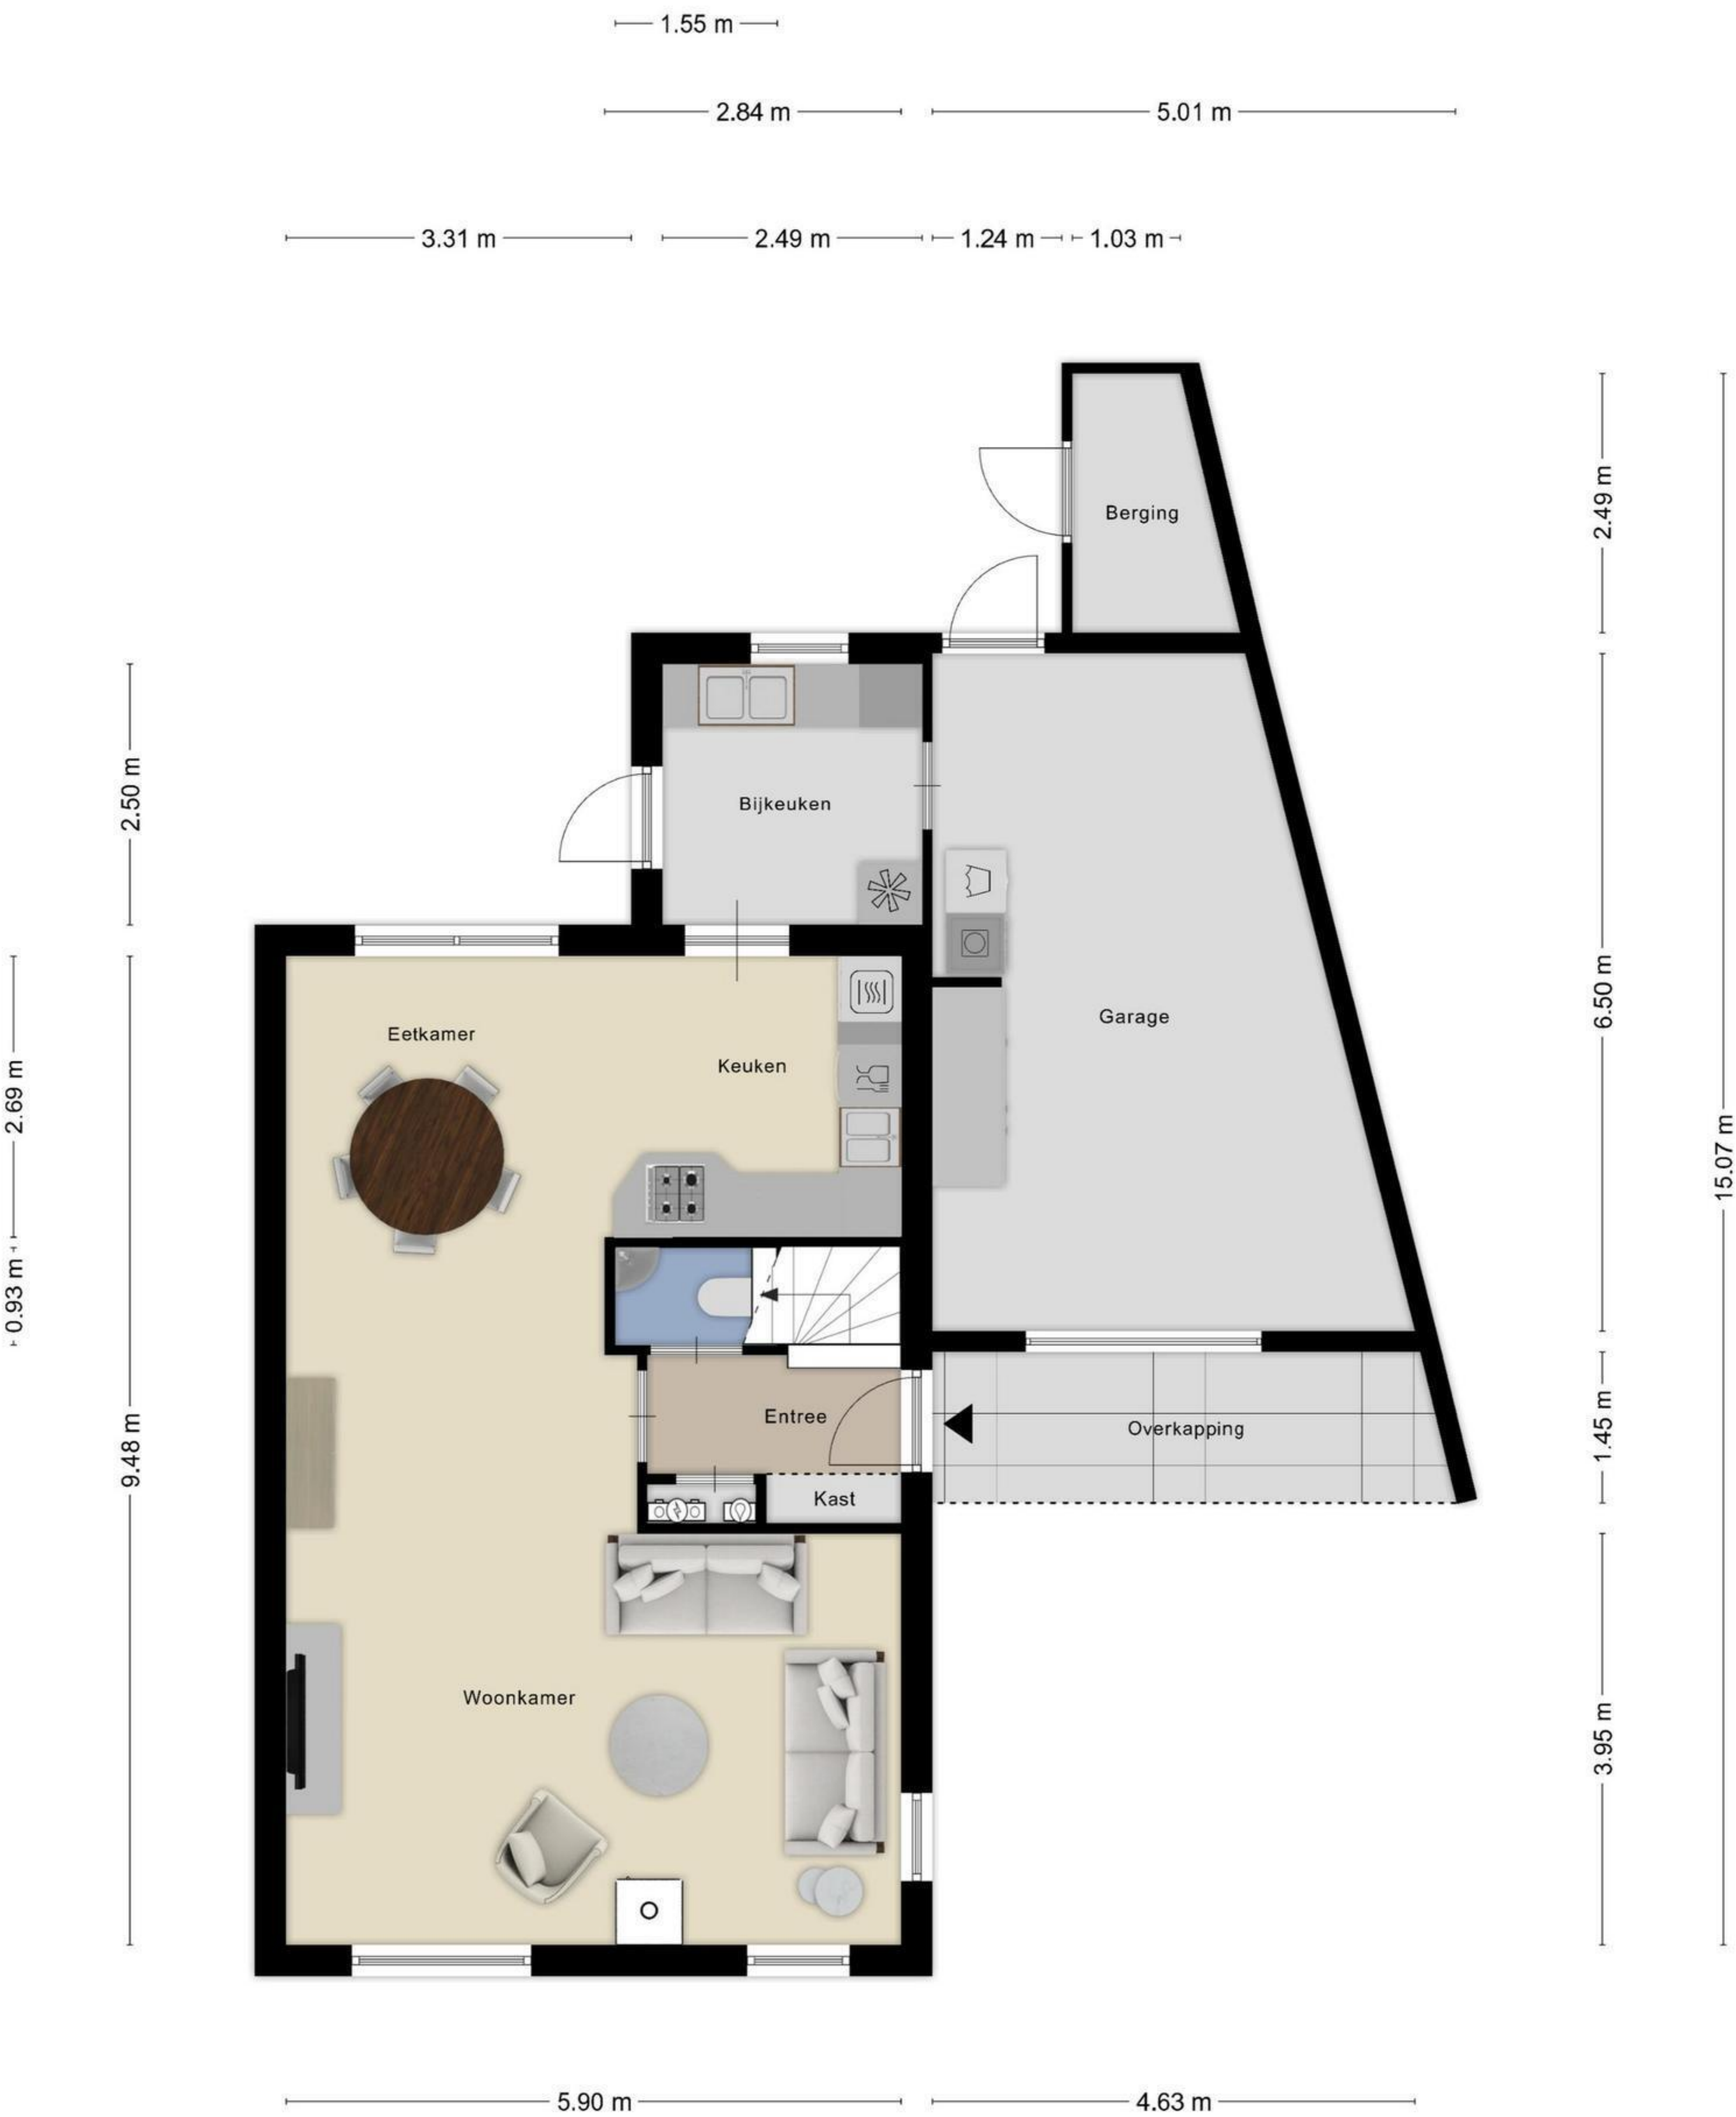 1.55 m
2.84 m
5.01 m
3.31 m
2.49 m
1.24 m
1.03 m
2.49 m
Berging
2.50 m
Bijkeuken
6.50 m
Garage
Eetkamer
Keuken
2.69 m
15.07 m
0.93 m
9.48 m
Entree
Overkapping
1.45 m
Kast
Woonkamer
3.95 m
5.90 m
4.63 m